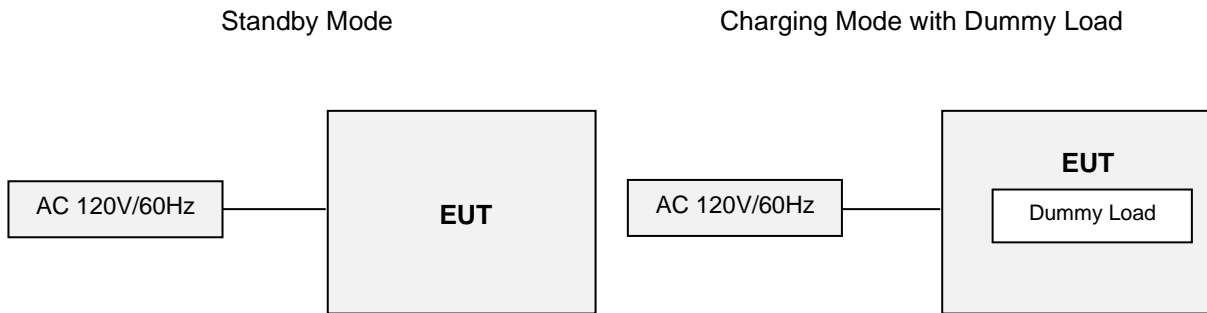 Standby Mode
Charging Mode with Dummy Load
AC 120V/60Hz
EUT
AC 120V/60Hz
EUT
Dummy Load